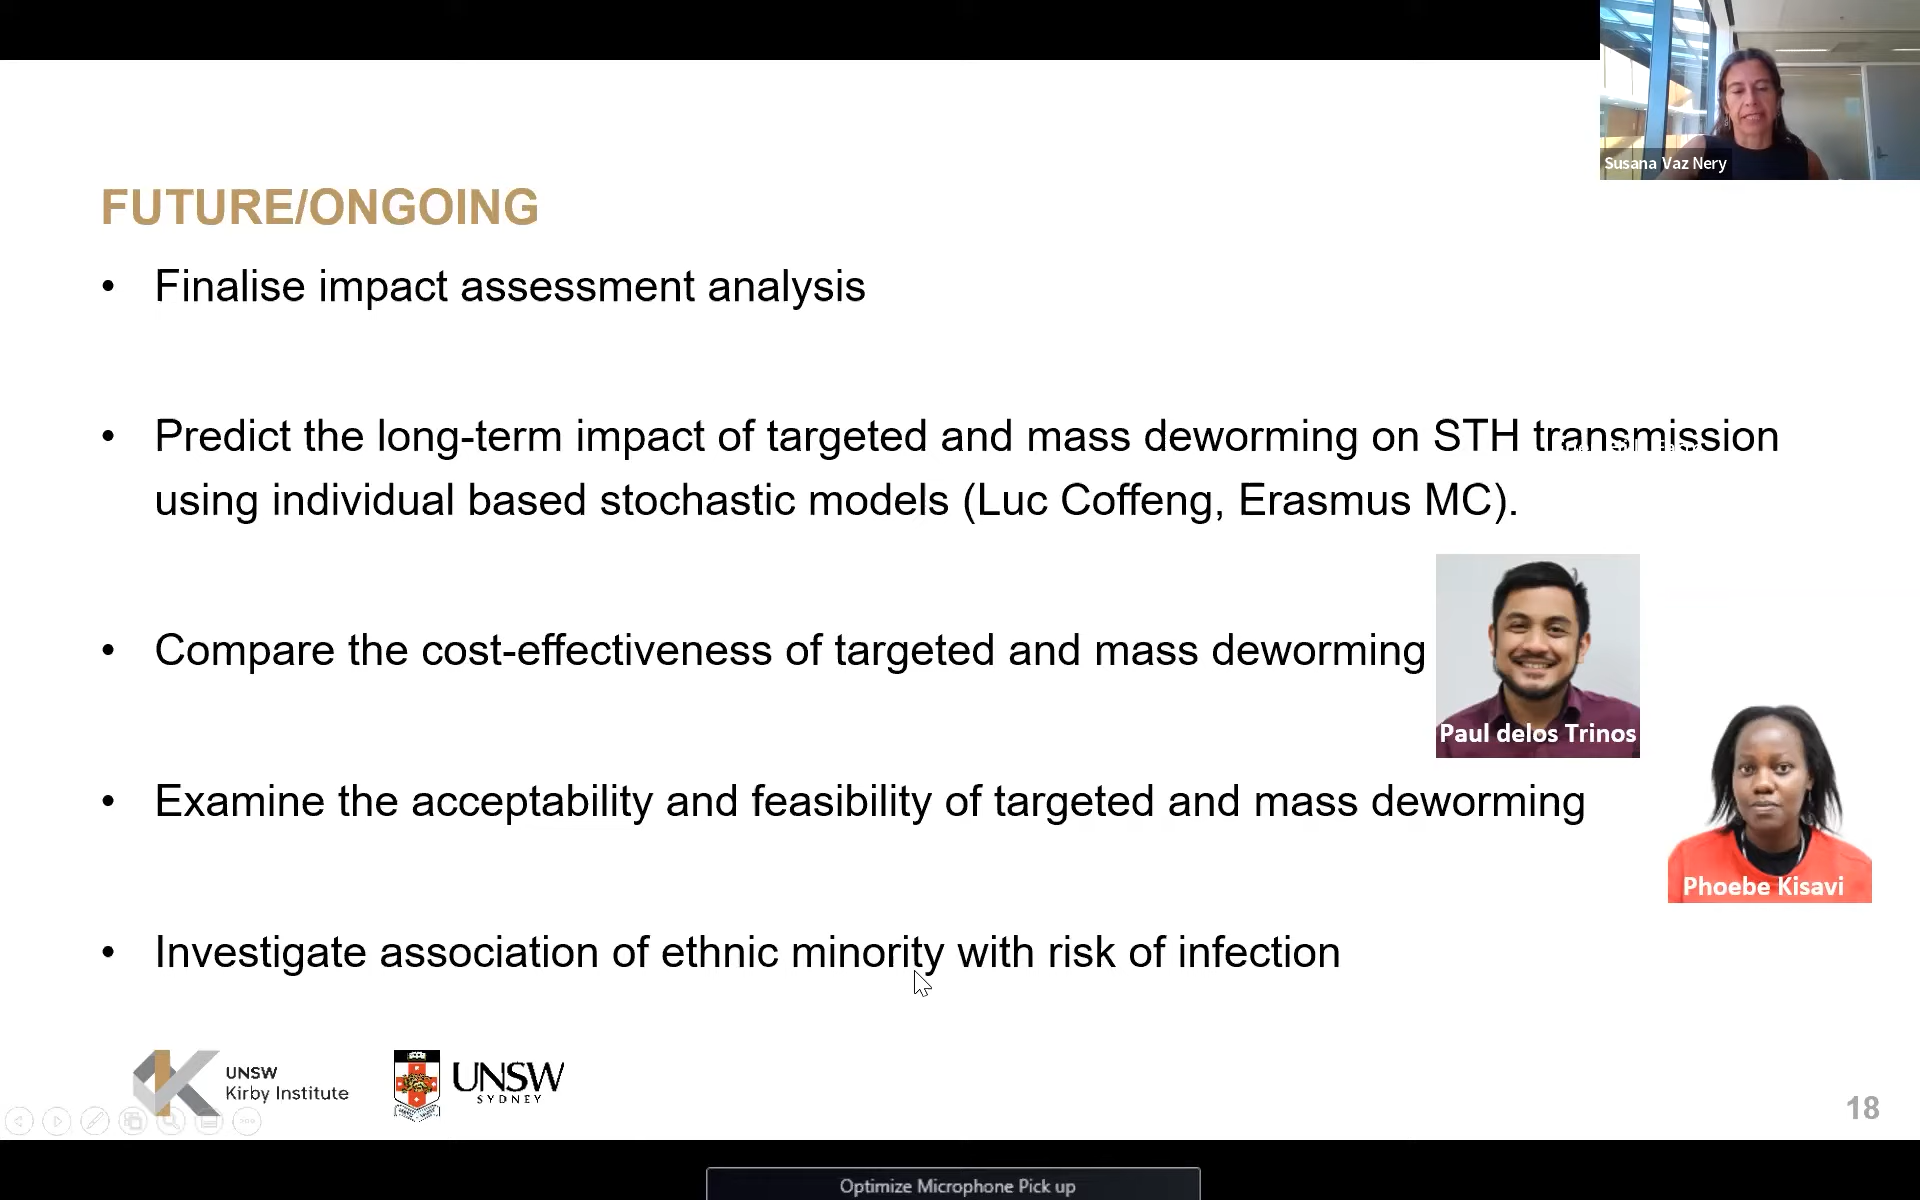 Susana Vaz Nery
FUTURE/ONGOING
• Finalise impact assessment analysis
• Predict the long-term impact of targeted and mass deworming on STH transmission
using individual based stochastic models (Luc Coffeng, Erasmus MC).
• Compare the cost-effectiveness of targeted and mass deworming
Paul delos Trinos
• Examine the acceptability and feasibility of targeted and mass deworming
Phoebe Kisavi
• Investigate association of ethnic minority with risk of infection
UNSW
Kirby Institute
UNSW
SYDNEY
18
Optimize Microphone Pick up